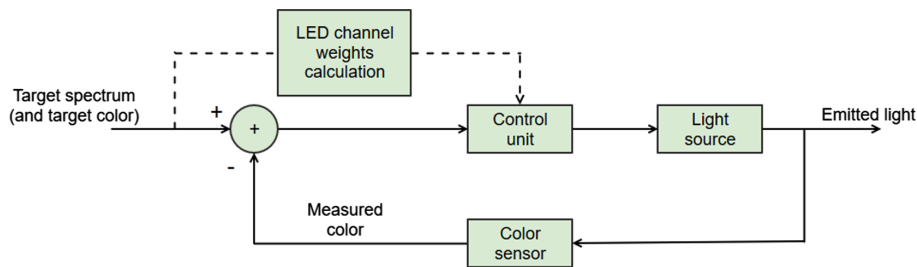 LED channel
weights
calculation
Target spectrum
(and target color)
+
+
-
Control
unit
Light
source
Emitted light
Measured
color
Color
sensor